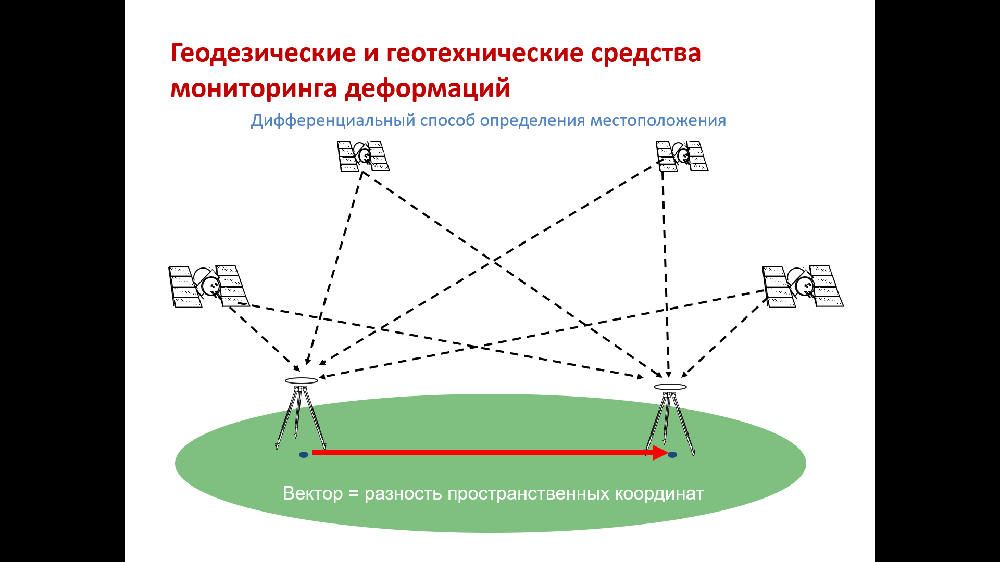 Геодезические и геотехнические средства
мониторинга деформаций
Дифференциальный способ определения местоположения
Вектор = разность пространственных координат